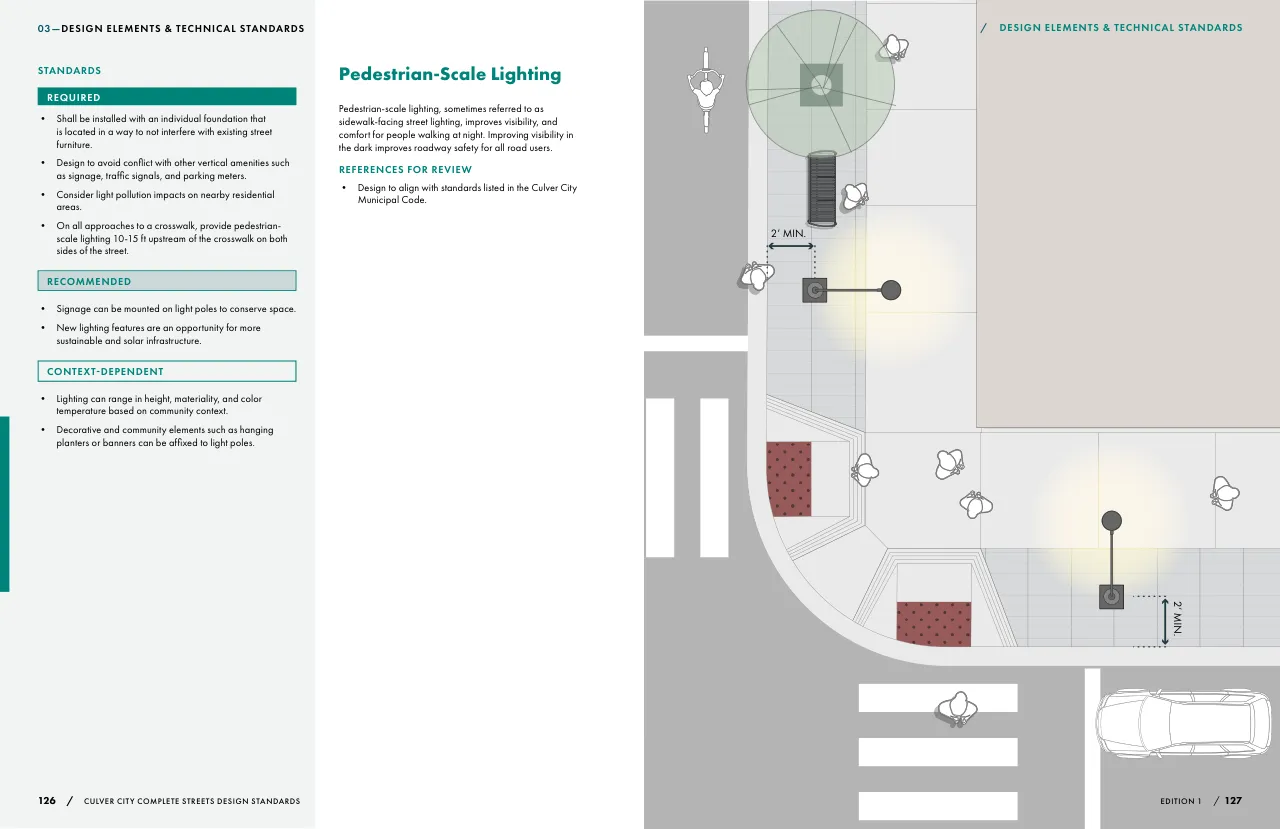 03—DESIGN ELEMENTS & TECHNICAL STANDARDS
STANDARDS
REQUIRED
• Shall be installed with an individual foundation that
is located in a way to not interfere with existing street
furniture.
• Design to avoid conflict with other vertical amenities such
as signage, traffic signals, and parking meters.
• Consider light pollution impacts on nearby residential
areas.
• On all approaches to a crosswalk, provide pedestrian-
scale lighting 10-15 ft upstream of the crosswalk on both
sides of the street.
RECOMMENDED
• Signage can be mounted on light poles to conserve space.
• New lighting features are an opportunity for more
sustainable and solar infrastructure.
CONTEXT-DEPENDENT
• Lighting can range in height, materiality, and color
temperature based on community context.
• Decorative and community elements such as hanging
planters or banners can be affixed to light poles.
126 / CULVER CITY COMPLETE STREETS DESIGN STANDARDS
Pedestrian-Scale Lighting
Pedestrian-scale lighting, sometimes referred to as
sidewalk-facing street lighting, improves visibility, and
comfort for people walking at night. Improving visibility in
the dark improves roadway safety for all road users.
REFERENCES FOR REVIEW
• Design to align with standards listed in the Culver City
Municipal Code.
/ DESIGN ELEMENTS & TECHNICAL STANDARDS
2' MIN.
2' MIN.
EDITION 1 / 127